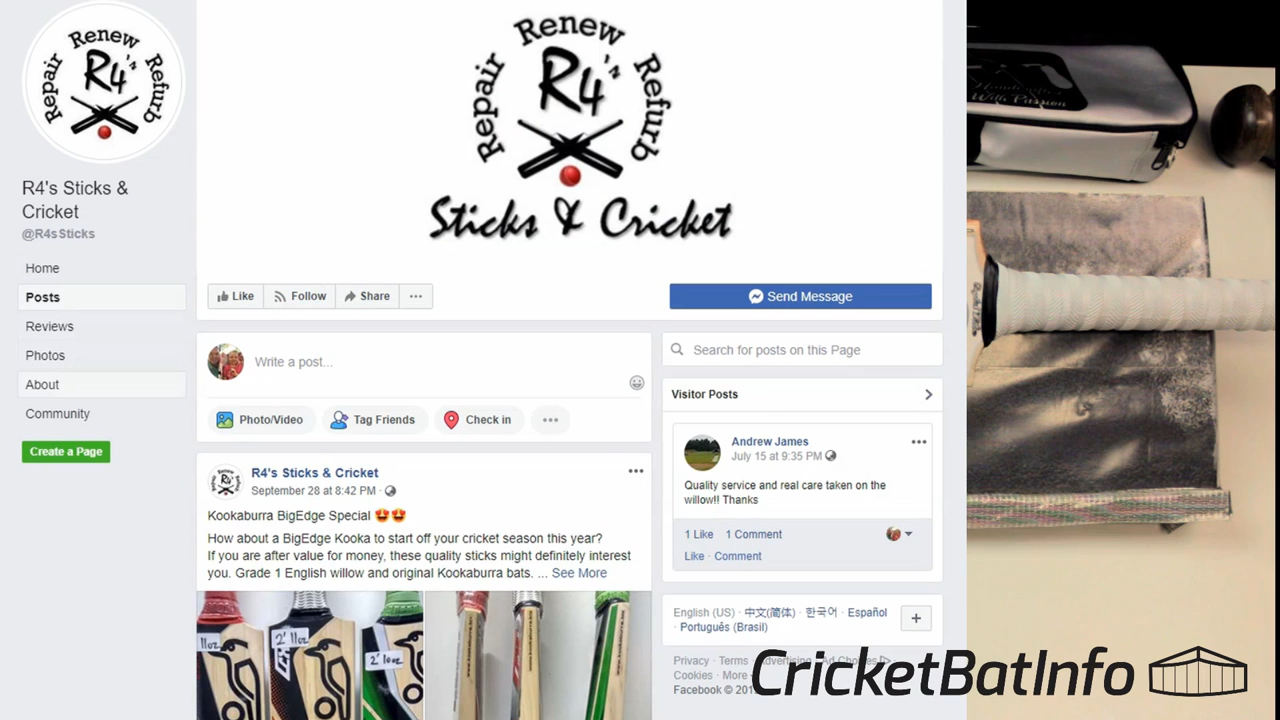 Repair Renew 'n Refurb
R4
R4's Sticks &
Cricket
@R4sSticks
Home
Posts
Reviews
Photos
About
Community
Create a Page
Repair Renew 'n Refurb
R4
Sticks & Cricket
Like
Follow
Share
Send Message
Write a post...
Photo/Video
Tag Friends
Check in
R4's Sticks & Cricket
September 28 at 8:42 PM ·
Kookaburra BigEdge Special
How about a BigEdge Kooka to start off your cricket season this year?
If you are after value for money, these quality sticks might definitely interest
you. Grade 1 English willow and original Kookaburra bats. ... See More
11oz
2' 11oz
2' 10oz
Search for posts on this Page
Visitor Posts
Andrew James
July 15 at 9:35 PM
Quality service and real care taken on the
willow!! Thanks
1 Like 1 Comment
Like · Comment
English (US) · 中文(简体) · 한국어 · Español
· Português (Brasil)
Privacy · Terms · Advertising · Ad Choices
Cookies · More
Facebook © 201
Handcrafted
With Passion
CricketBatInfo